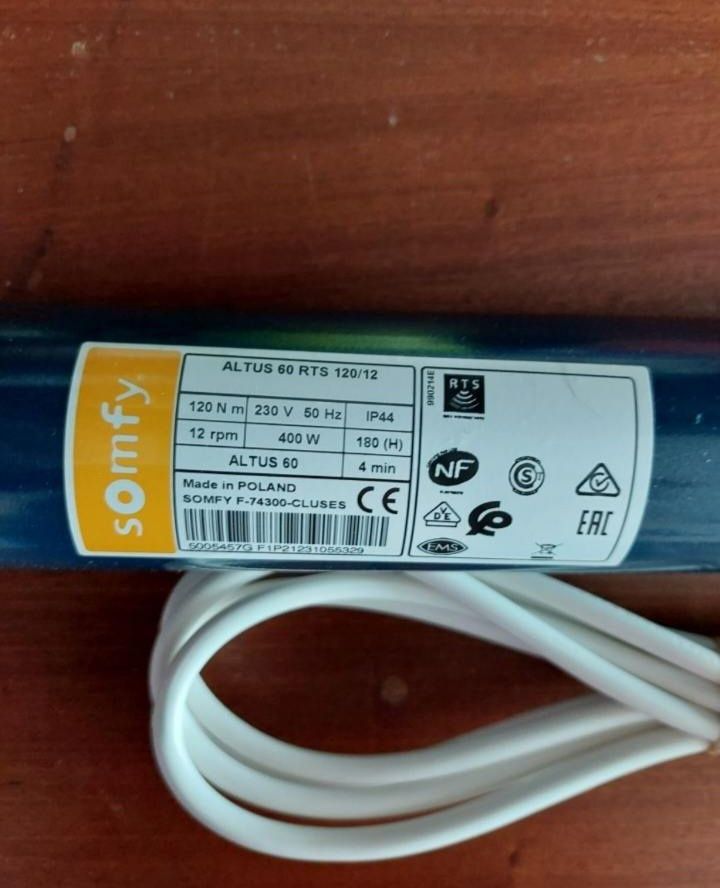 somfy
ALTUS 60 RTS 120/12
120 N m 230 V 50 Hz IP44
12 rpm 400 W 180 (H)
ALTUS 60 4 min
Made in POLAND
SOMFY F-74300-CLUSES CE
5005457G F1P21231055329
990214E
RTS
NF
S
VDE
EMS
EAC